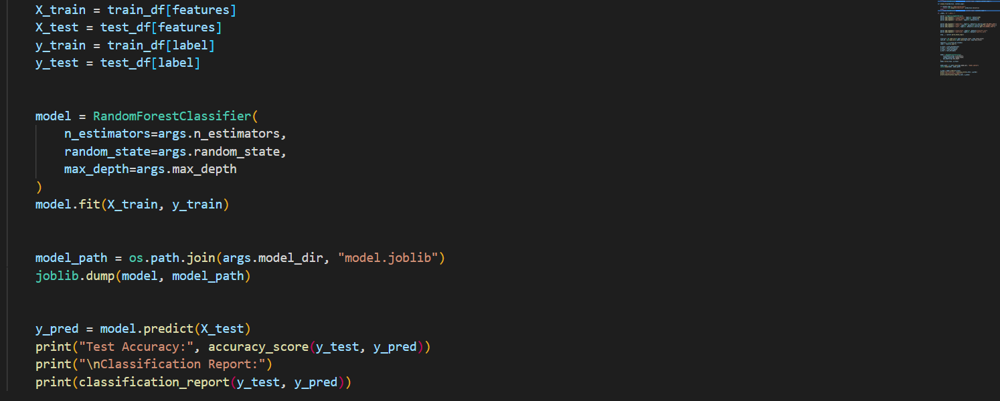 X_train = train_df[features]
X_test = test_df[features]
y_train = train_df[label]
y_test = test_df[label]
model = RandomForestClassifier(
    n_estimators=args.n_estimators,
    random_state=args.random_state,
    max_depth=args.max_depth
)
model.fit(X_train, y_train)
model_path = os.path.join(args.model_dir, "model.joblib")
joblib.dump(model, model_path)
y_pred = model.predict(X_test)
print("Test Accuracy:", accuracy_score(y_test, y_pred))
print("\nClassification Report:")
print(classification_report(y_test, y_pred))